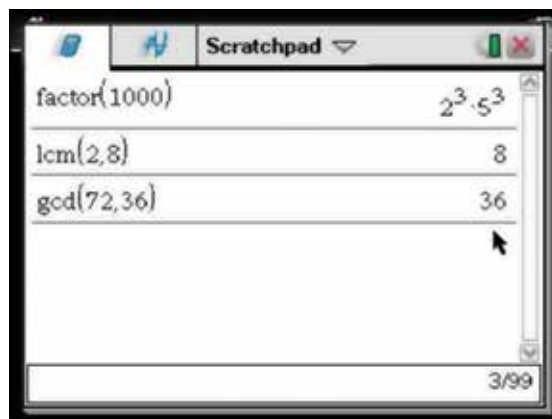 Scratchpad
factor(1000) 2³·5³
lcm(2,8) 8
gcd(72,36) 36
3/99